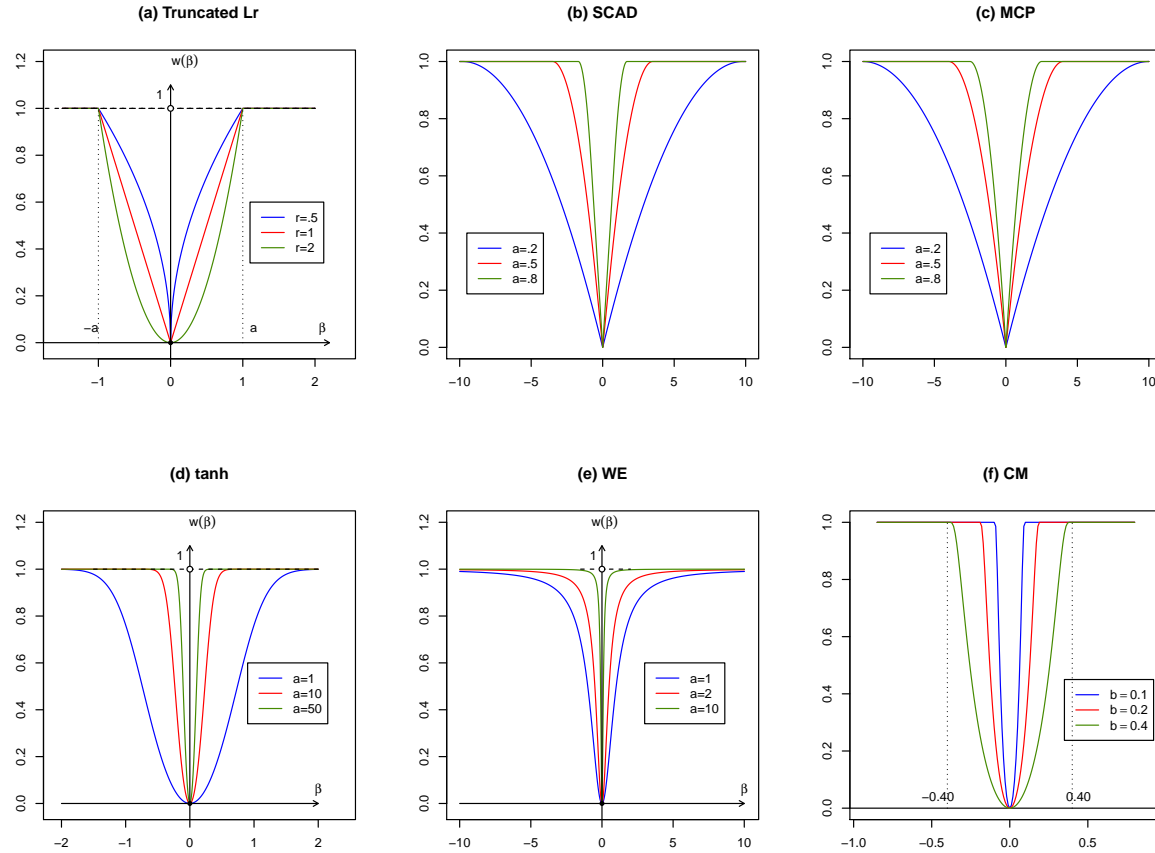 (a) Truncated Lr
w(β)
1
r=.5
r=1
r=2
−a
a
β
0.0
0.2
0.4
0.6
0.8
1.0
1.2
−1
0
1
2
(b) SCAD
a=.2
a=.5
a=.8
0.0
0.2
0.4
0.6
0.8
1.0
−10
−5
0
5
10
(c) MCP
a=.2
a=.5
a=.8
0.0
0.2
0.4
0.6
0.8
1.0
−10
−5
0
5
10
(d) tanh
w(β)
1
a=1
a=10
a=50
β
0.0
0.2
0.4
0.6
0.8
1.0
1.2
−2
−1
0
1
2
(e) WE
w(β)
1
a=1
a=2
a=10
β
0.0
0.2
0.4
0.6
0.8
1.0
1.2
−10
−5
0
5
10
(f) CM
b = 0.1
b = 0.2
b = 0.4
−0.40
0.40
0.0
0.2
0.4
0.6
0.8
1.0
−1.0
−0.5
0.0
0.5